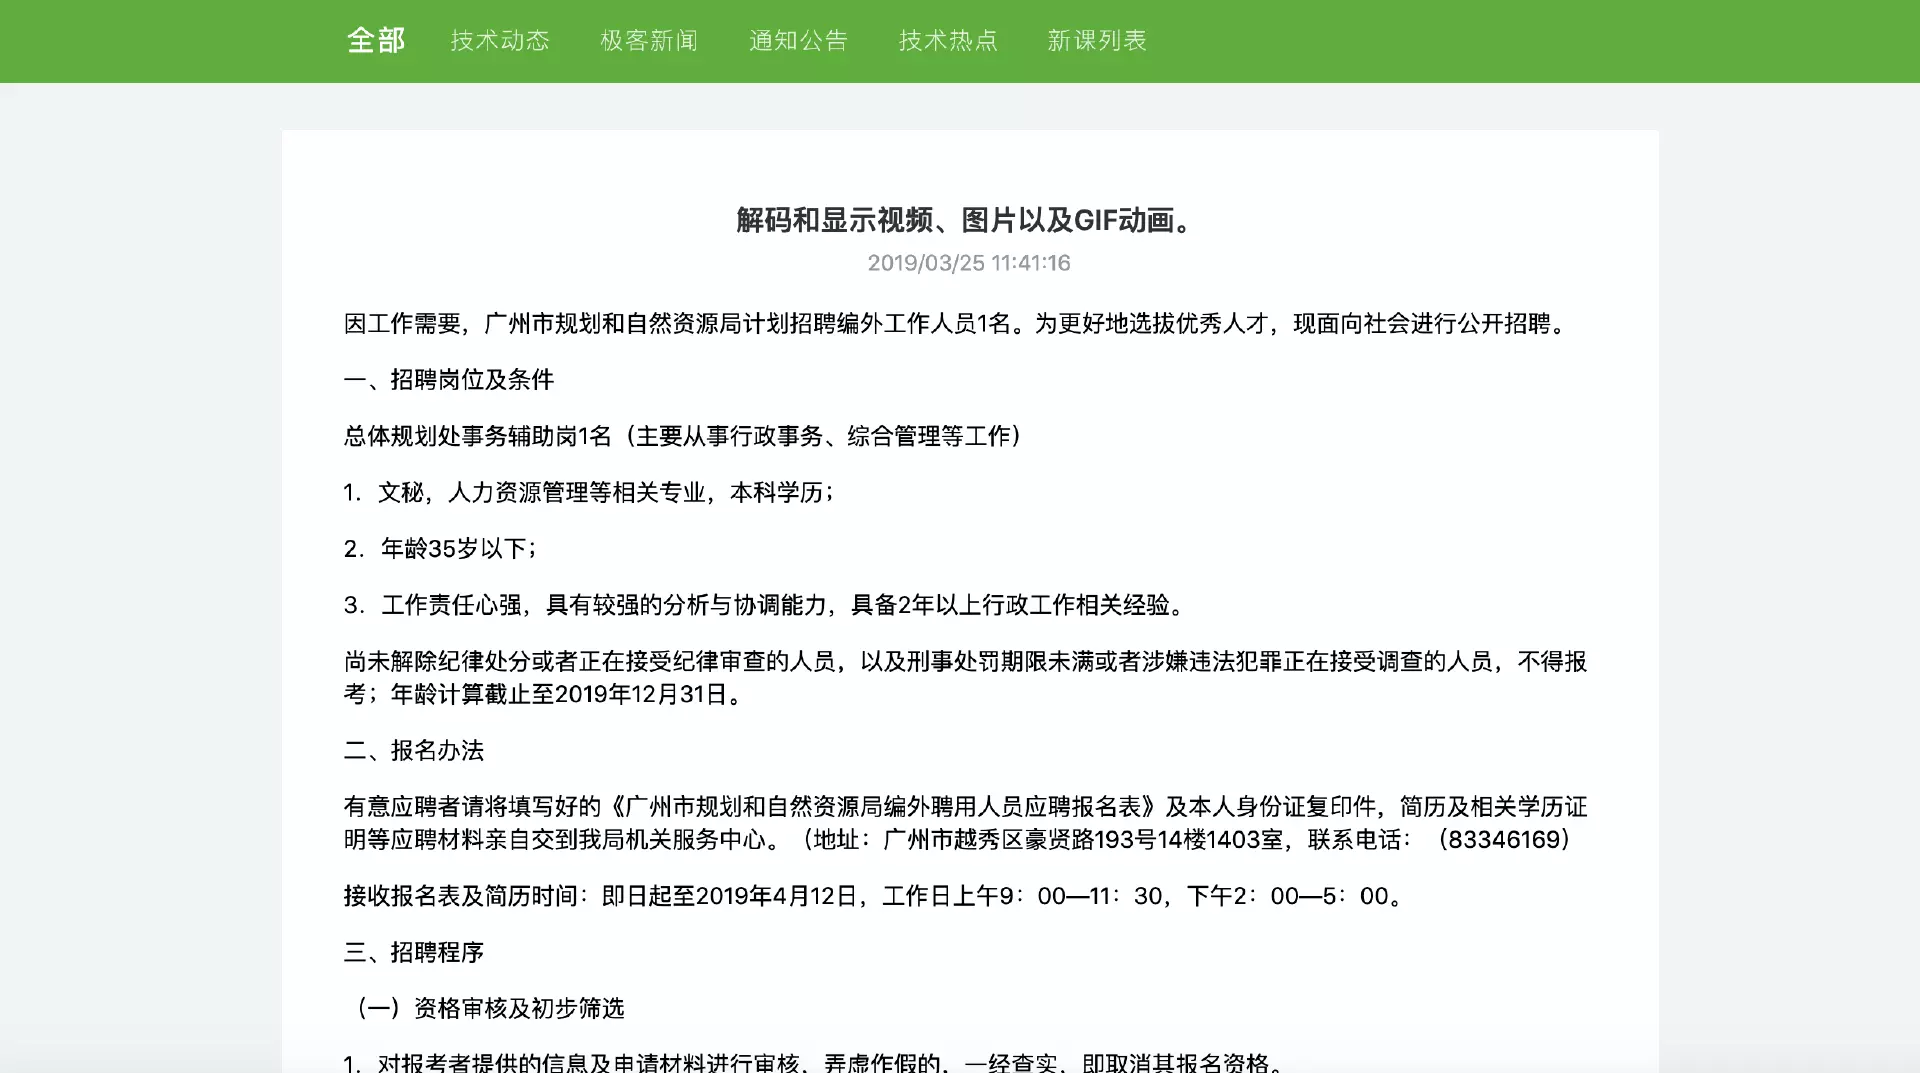 全部 技术动态 极客新闻 通知公告 技术热点 新课列表
解码和显示视频、图片以及GIF动画。
2019/03/25 11:41:16
因工作需要，广州市规划和自然资源局计划招聘编外工作人员1名。为更好地选拔优秀人才，现面向社会进行公开招聘。
一、招聘岗位及条件
总体规划处事务辅助岗1名（主要从事行政事务、综合管理等工作）
1．文秘，人力资源管理等相关专业，本科学历；
2．年龄35岁以下；
3．工作责任心强，具有较强的分析与协调能力，具备2年以上行政工作相关经验。
尚未解除纪律处分或者正在接受纪律审查的人员，以及刑事处罚期限未满或者涉嫌违法犯罪正在接受调查的人员，不得报
考；年龄计算截止至2019年12月31日。
二、报名办法
有意应聘者请将填写好的《广州市规划和自然资源局编外聘用人员应聘报名表》及本人身份证复印件，简历及相关学历证
明等应聘材料亲自交到我局机关服务中心。（地址：广州市越秀区豪贤路193号14楼1403室，联系电话：（83346169）
接收报名表及简历时间：即日起至2019年4月12日，工作日上午9：00—11：30，下午2：00—5：00。
三、招聘程序
（一）资格审核及初步筛选
1．对报考者提供的信息及申请材料进行审核，弄虚作假的，一经查实，即取消其报名资格。